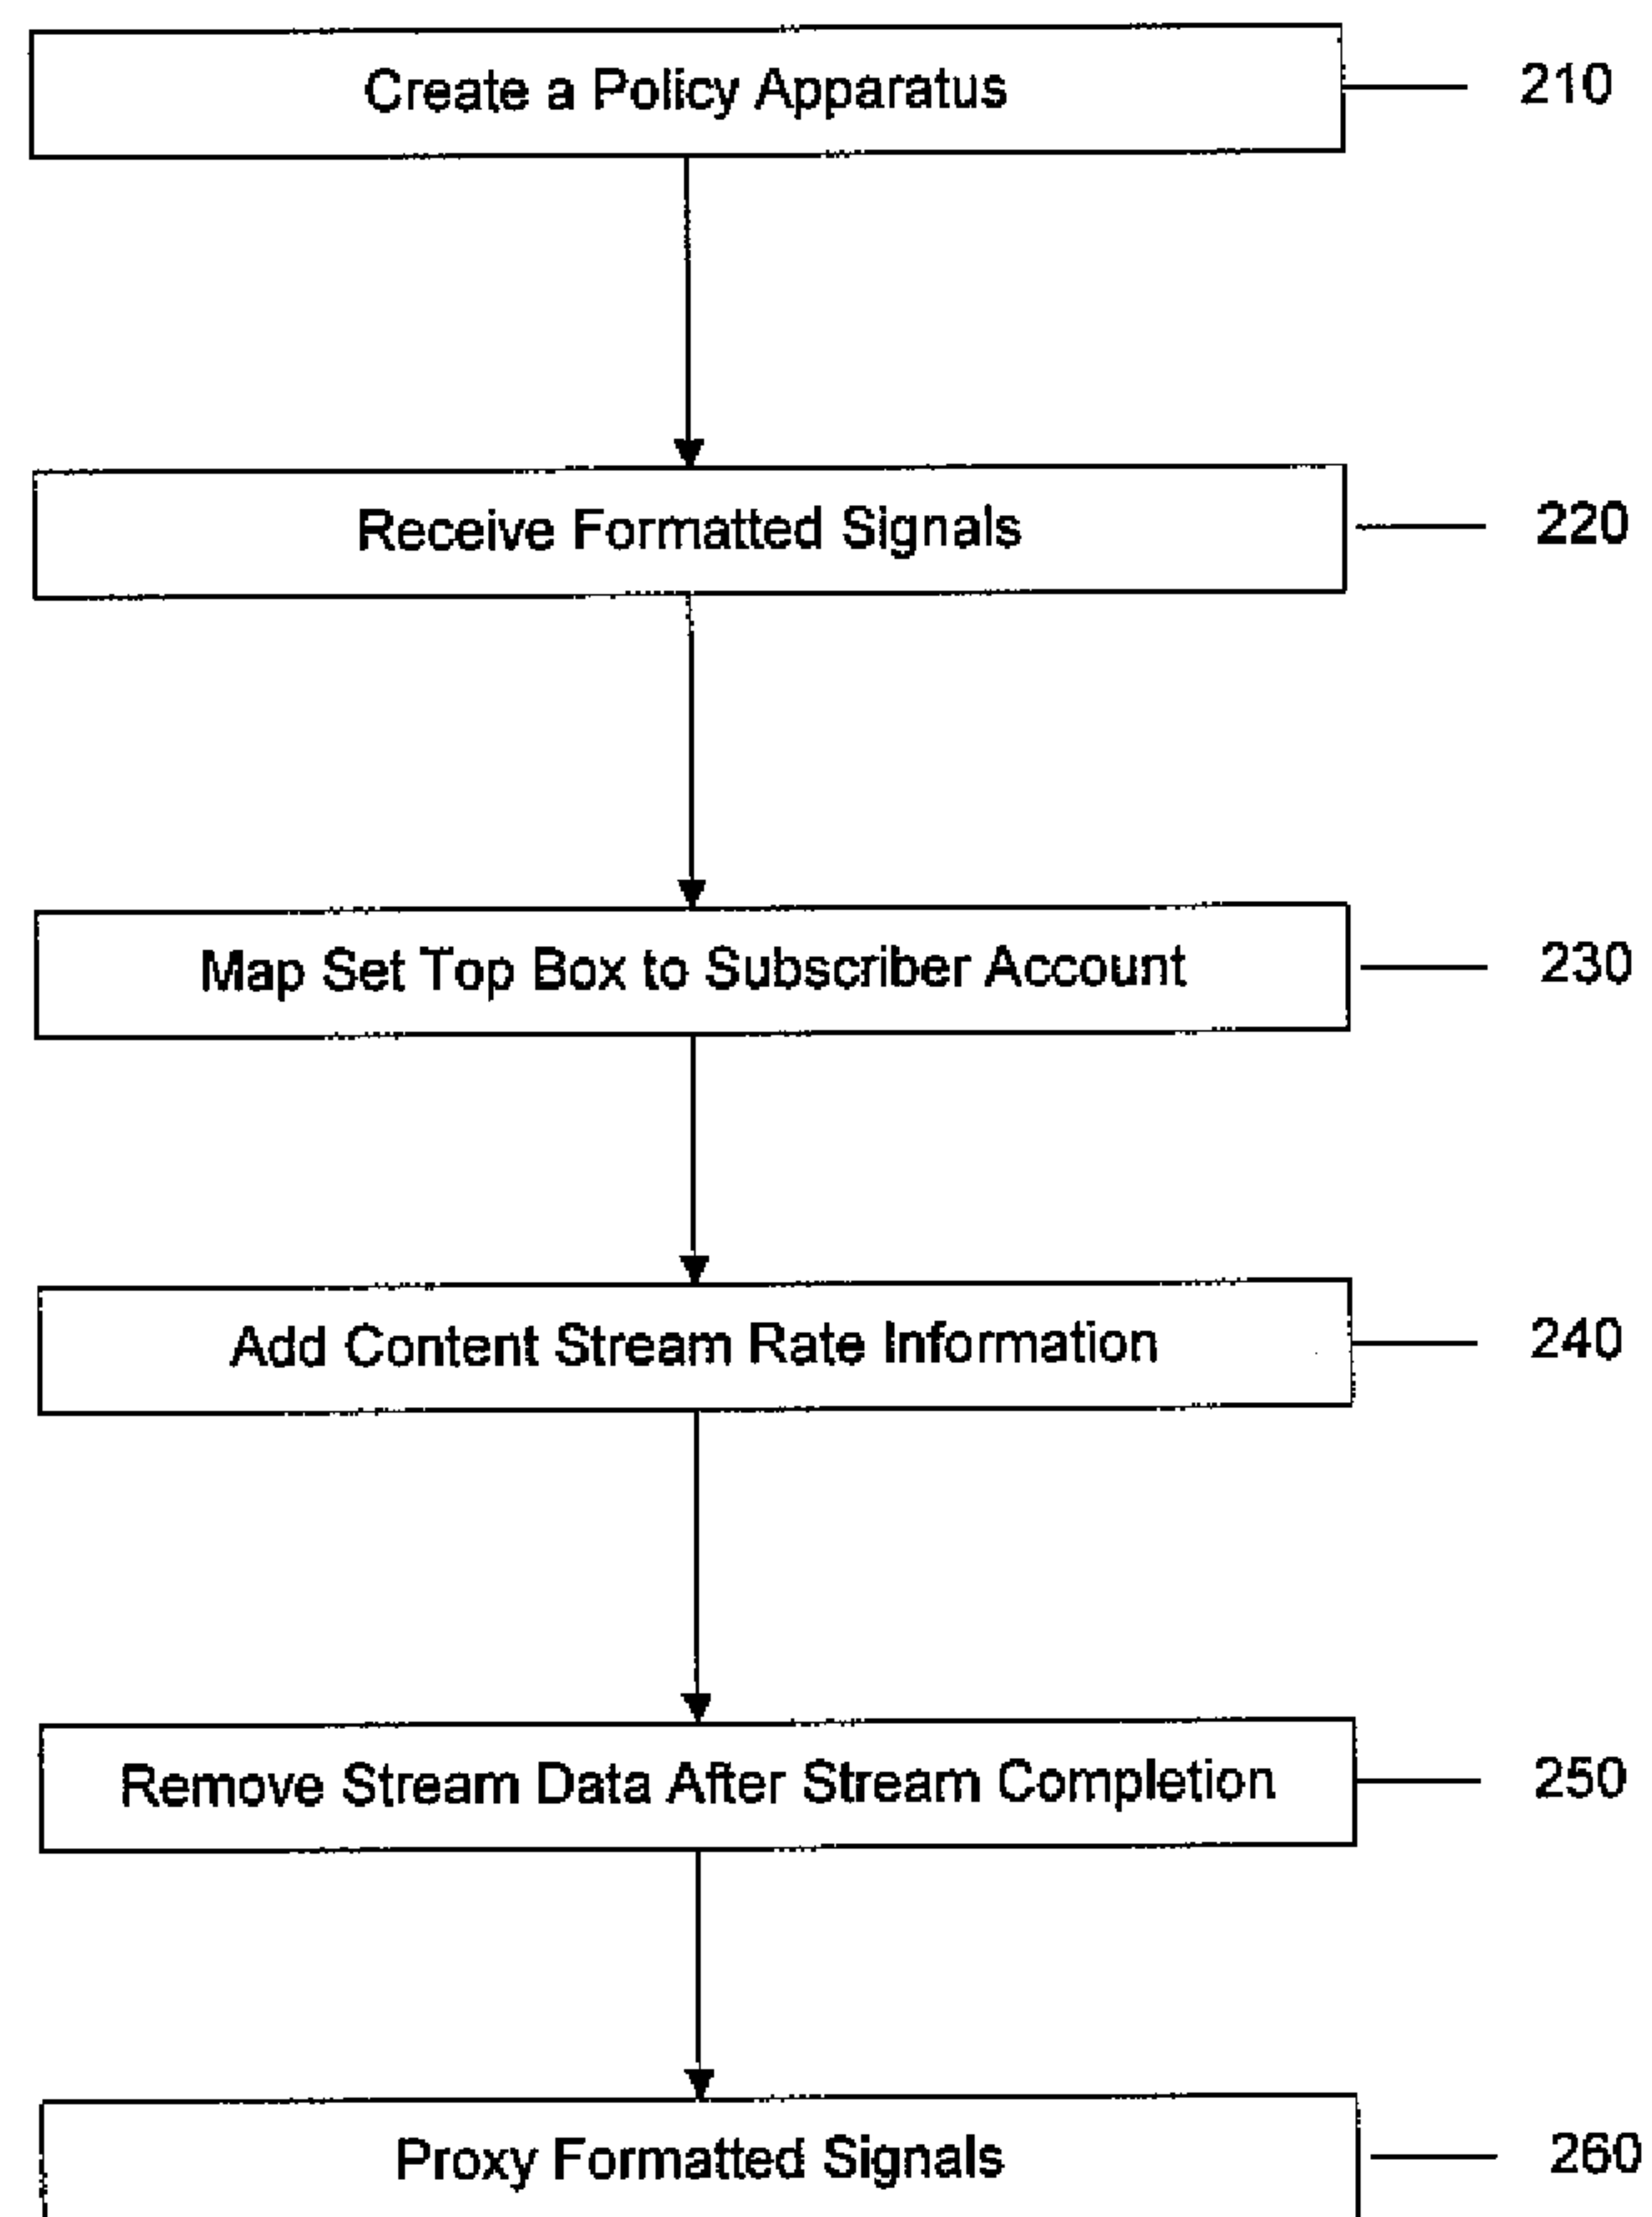 Create a Policy Apparatus 210
Receive Formatted Signals 220
Map Set Top Box to Subscriber Account 230
Add Content Stream Rate Information 240
Remove Stream Data After Stream Completion 250
Proxy Formatted Signals 260